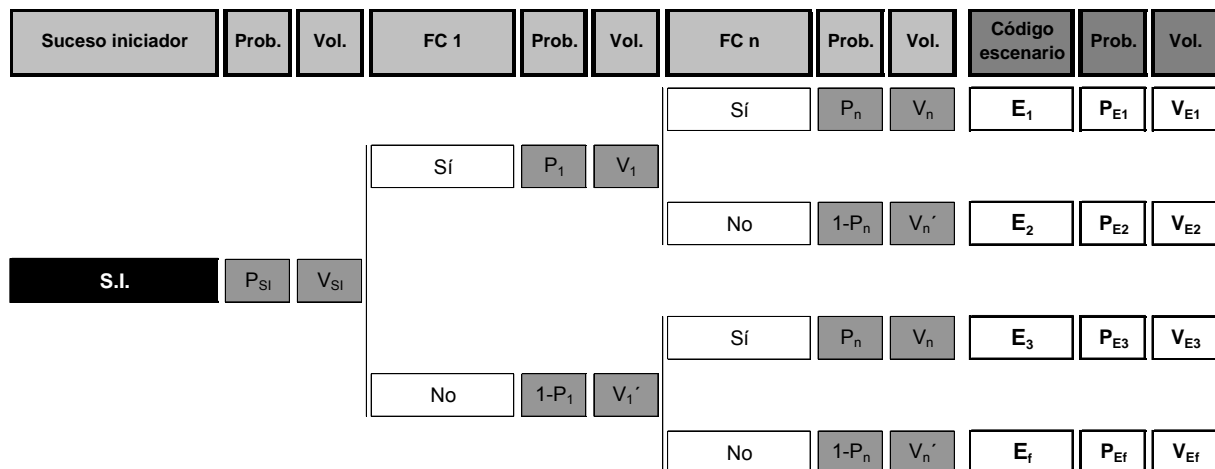 Suceso iniciador Prob. Vol. FC 1 Prob. Vol. FC n Prob. Vol. Código escenario Prob. Vol.
Sí Pn Vn E1 PE1 VE1
Sí P1 V1
No 1-Pn Vn´ E2 PE2 VE2
S.I. PSI VSI
Sí Pn Vn E3 PE3 VE3
No 1-P1 V1´
No 1-Pn Vn´ Ef PEf VEf